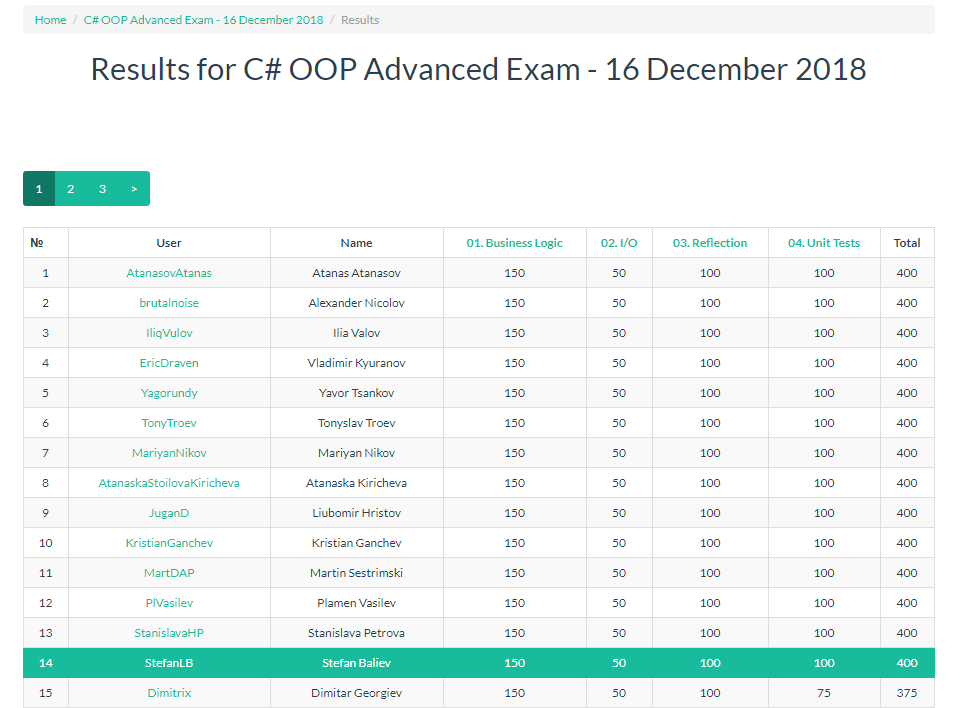 Home / C# OOP Advanced Exam - 16 December 2018 / Results
Results for C# OOP Advanced Exam - 16 December 2018
1 2 3 >
№ User Name 01. Business Logic 02. I/O 03. Reflection 04. Unit Tests Total
1 AtanasovAtanas Atanas Atanasov 150 50 100 100 400
2 brutalnoise Alexander Nicolov 150 50 100 100 400
3 IliqVulov Ilia Valov 150 50 100 100 400
4 EricDraven Vladimir Kyuranov 150 50 100 100 400
5 Yagorundy Yavor Tsankov 150 50 100 100 400
6 TonyTroev Tonyslav Troev 150 50 100 100 400
7 MariyanNikov Mariyan Nikov 150 50 100 100 400
8 AtanaskaStoilovaKiricheva Atanaska Kiricheva 150 50 100 100 400
9 JuganD Liubomir Hristov 150 50 100 100 400
10 KristianGanchev Kristian Ganchev 150 50 100 100 400
11 MartDAP Martin Sestrimski 150 50 100 100 400
12 PlVasilev Plamen Vasilev 150 50 100 100 400
13 StanislavaHP Stanislava Petrova 150 50 100 100 400
14 StefanLB Stefan Baliev 150 50 100 100 400
15 Dimitrix Dimitar Georgiev 150 50 100 75 375